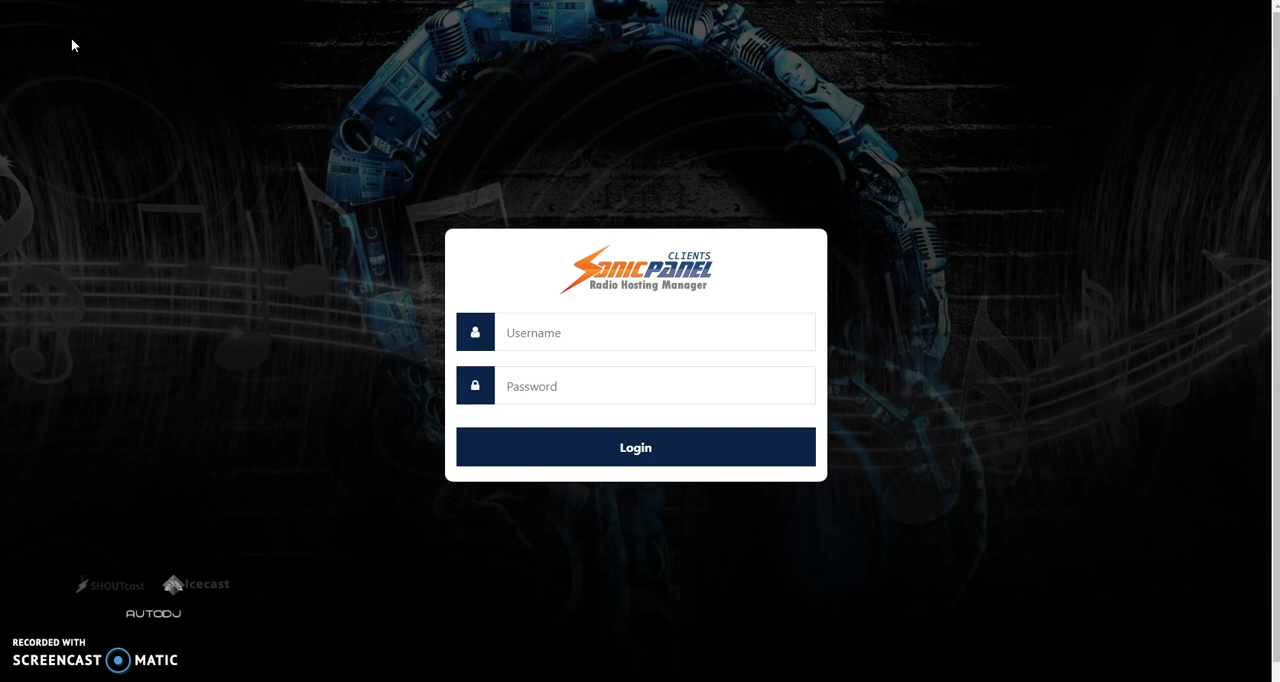 CLIENTS
SONICPANEL
Radio Hosting Manager
Username
Password
Login
SHOUTcast Icecast
AUTODJ
RECORDED WITH
SCREENCAST MATIC